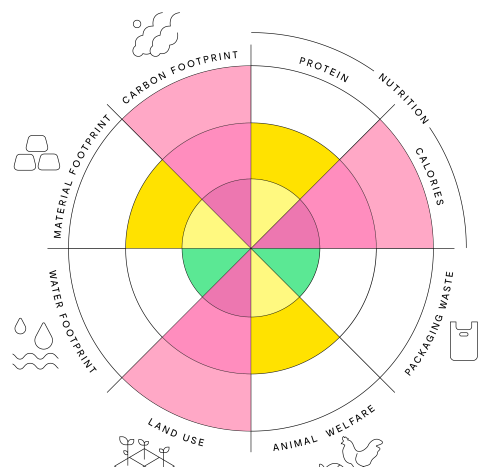 CARBON FOOTPRINT
PROTEIN
NUTRITION
CALORIES
PACKAGING WASTE
ANIMAL WELFARE
LAND USE
WATER FOOTPRINT
MATERIAL FOOTPRINT